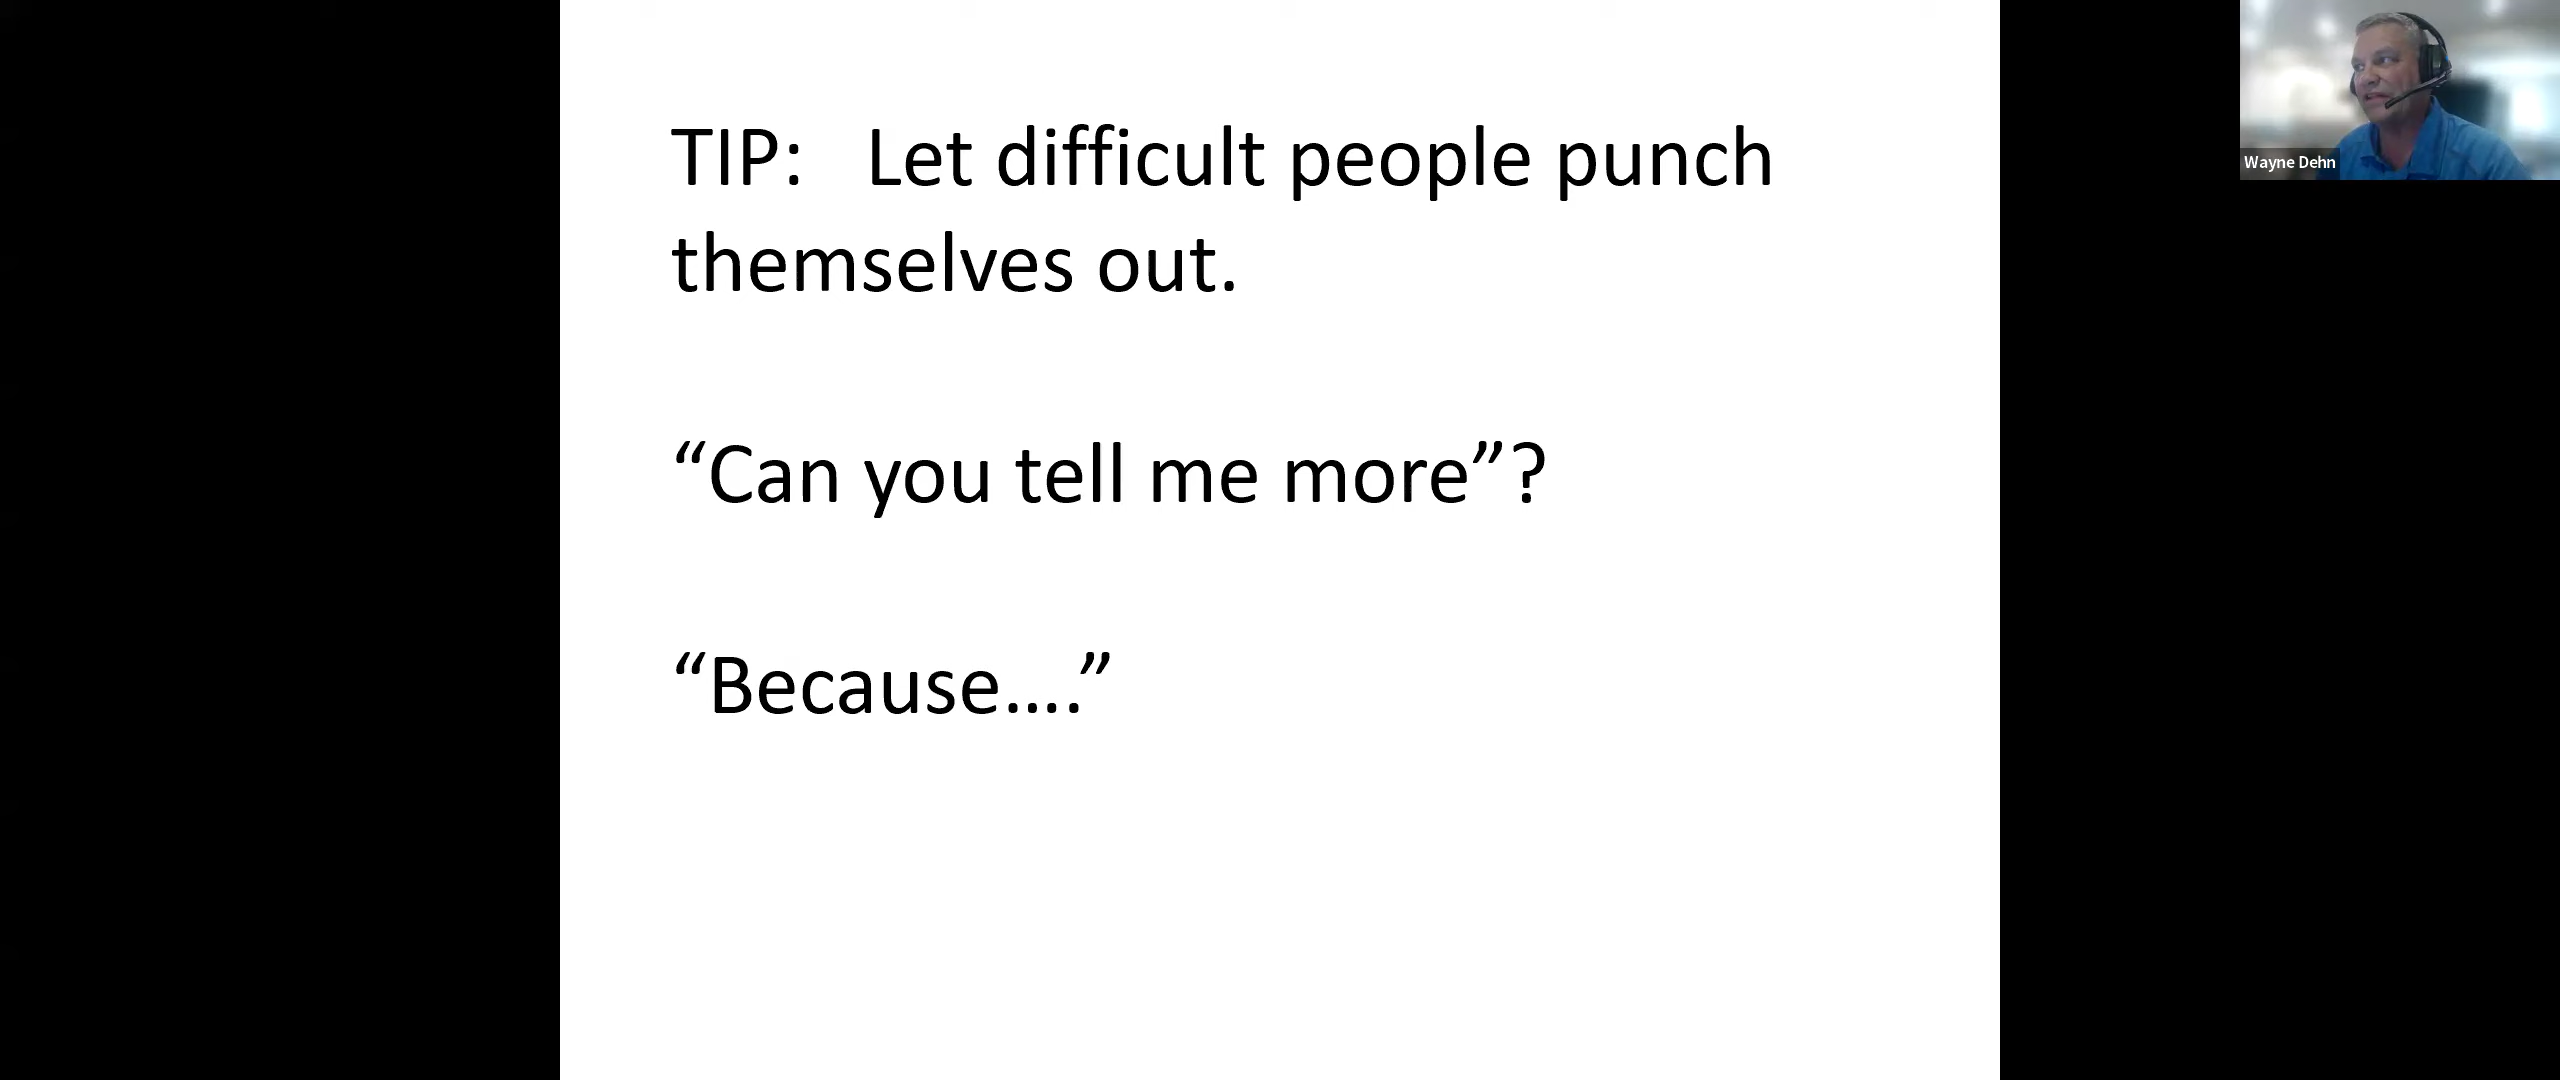 TIP:   Let difficult people punch
themselves out.
“Can you tell me more”?
“Because….”
Wayne Dehn